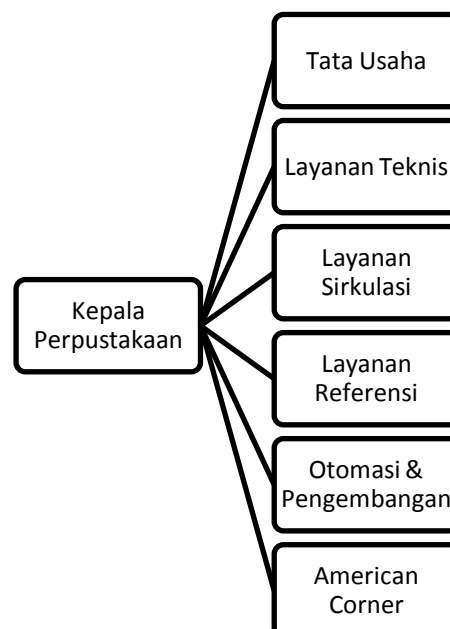 Tata Usaha
Layanan Teknis
Layanan
Sirkulasi
Kepala
Perpustakaan
Layanan
Referensi
Otomasi &
Pengembangan
American
Corner